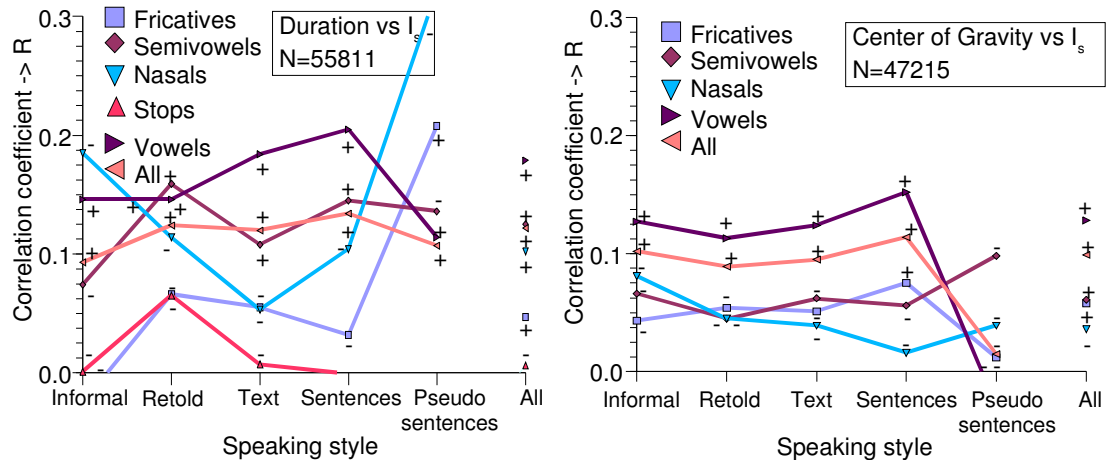 Correlation coefficient -> R
0.3
0.2
0.1
0.0
Fricatives
Semivowels
Nasals
Stops
Vowels
All
Duration vs I_s
N=55811
Informal
Retold
Text
Sentences
Pseudo
sentences
All
Speaking style
Correlation coefficient -> R
0.3
0.2
0.1
0.0
Fricatives
Semivowels
Nasals
Vowels
All
Center of Gravity vs I_s
N=47215
Informal
Retold
Text
Sentences
Pseudo
sentences
All
Speaking style